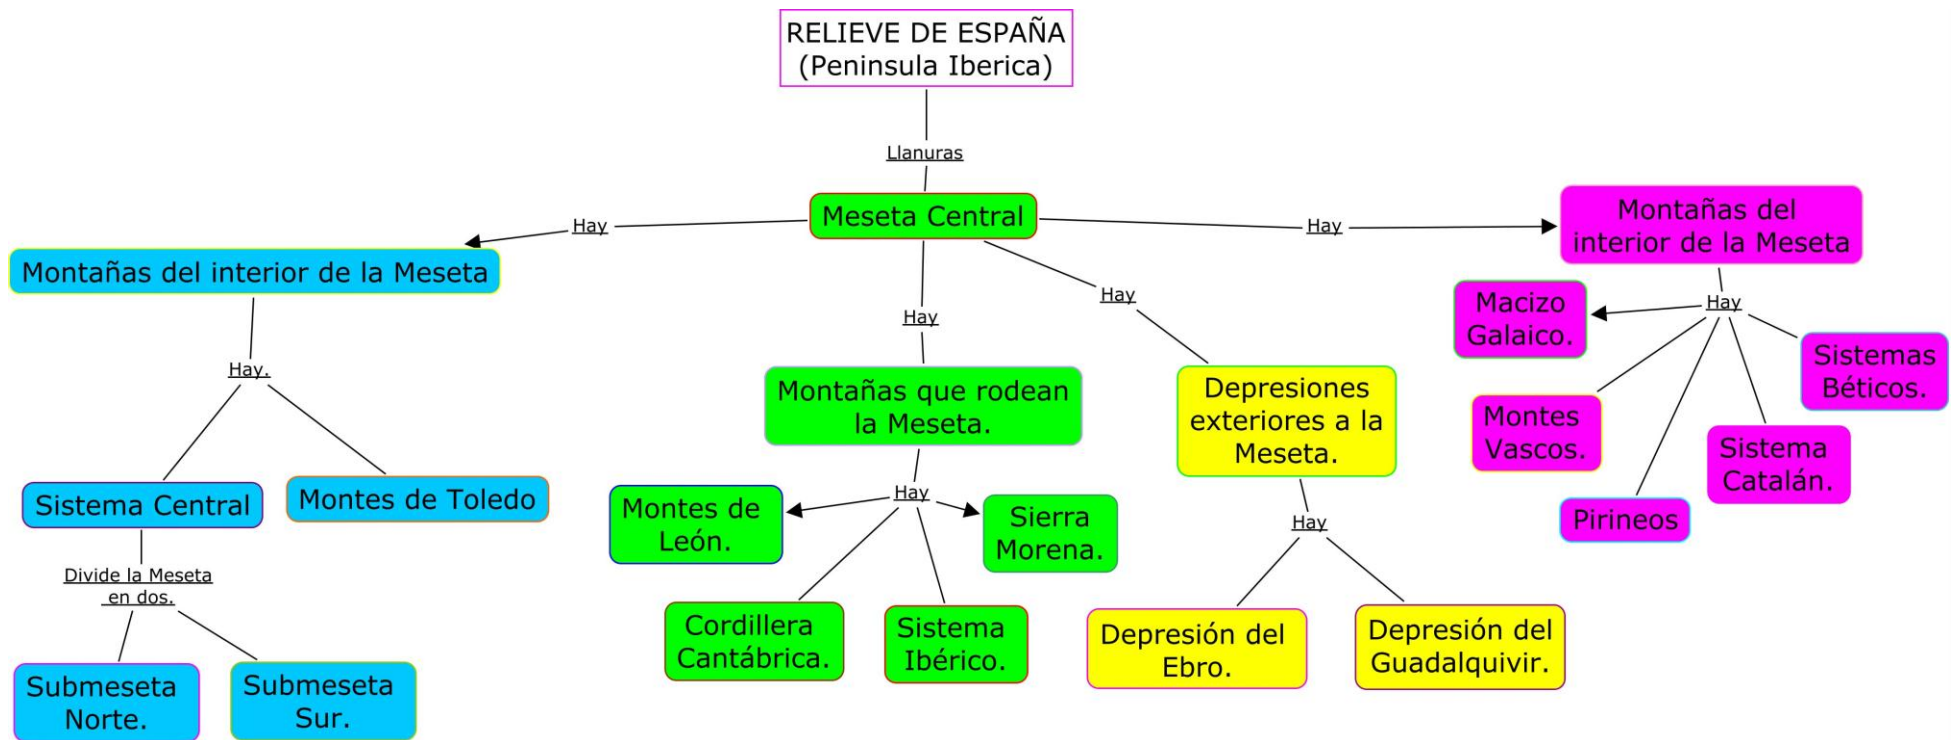 RELIEVE DE ESPAÑA
(Peninsula Iberica)
Llanuras
Meseta Central
Hay
Hay
Hay
Hay
Montañas del interior de la Meseta
Hay.
Sistema Central
Montes de Toledo
Divide la Meseta
en dos.
Submeseta
Norte.
Submeseta
Sur.
Montañas que rodean
la Meseta.
Hay
Montes de
León.
Cordillera
Cantábrica.
Sistema
Ibérico.
Sierra
Morena.
Depresiones
exteriores a la
Meseta.
Hay
Depresión del
Ebro.
Depresión del
Guadalquivir.
Montañas del
interior de la Meseta
Hay
Macizo
Galaico.
Montes
Vascos.
Pirineos
Sistema
Catalán.
Sistemas
Béticos.